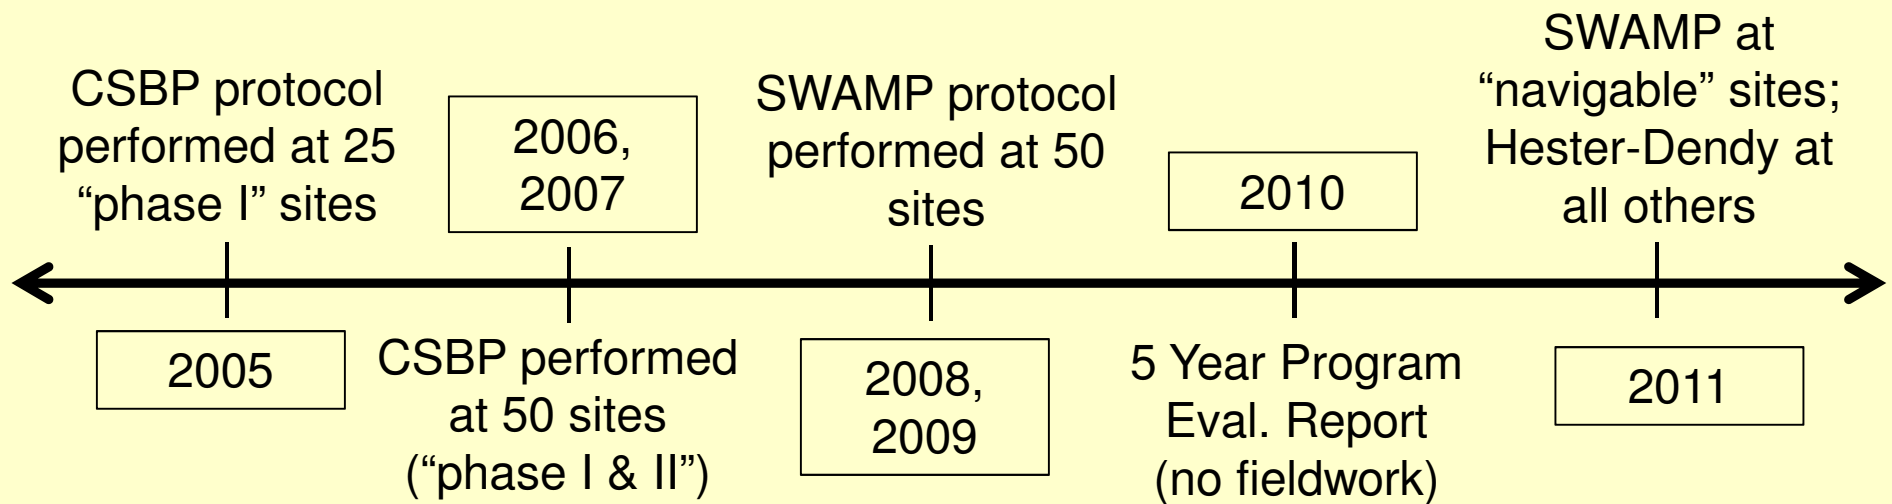 CSBP protocol
performed at 25
“phase I” sites
2005
2006,
2007
CSBP performed
at 50 sites
(“phase I & II”)
SWAMP protocol
performed at 50
sites
2008,
2009
2010
5 Year Program
Eval. Report
(no fieldwork)
SWAMP at
“navigable” sites;
Hester-Dendy at
all others
2011